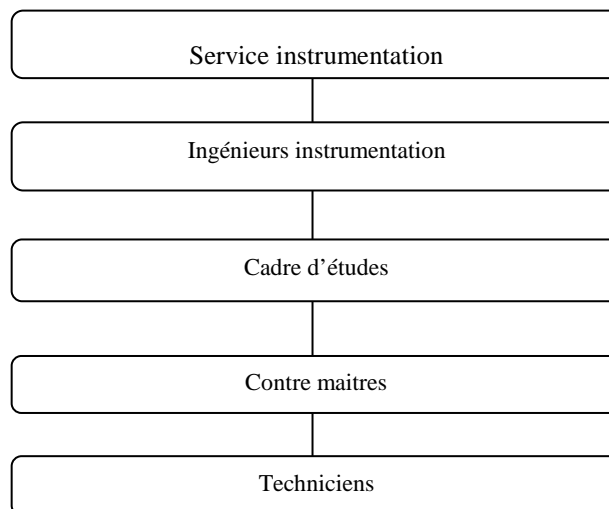 Service instrumentation
Ingénieurs instrumentation
Cadre d’études
Contre maitres
Techniciens